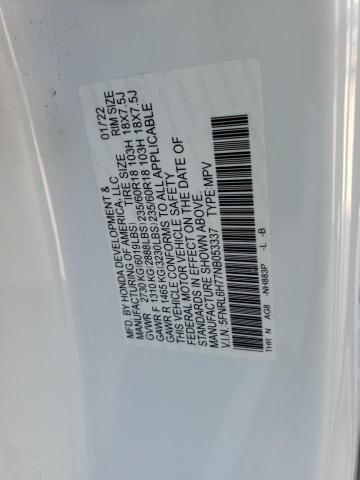 MFD. BY HONDA DEVELOPMENT & 01/22
MANUFACTURING OF AMERICA, LLC
GVWR 2730 KG(6019LBS) TIRE SIZE RIM SIZE
GAWR F 1310 KG(2888LBS) 235/60R18 103H 18X7.5J
GAWR R 1465 KG(3230LBS) 235/60R18 103H 18X7.5J
THIS VEHICLE CONFORMS TO ALL APPLICABLE
FEDERAL MOTOR VEHICLE SAFETY
STANDARDS IN EFFECT ON THE DATE OF
MANUFACTURE SHOWN ABOVE.
V.I.N. 5FNRL6H77NB053337 TYPE:MPV
THR N AG8 -NH883P -L -B